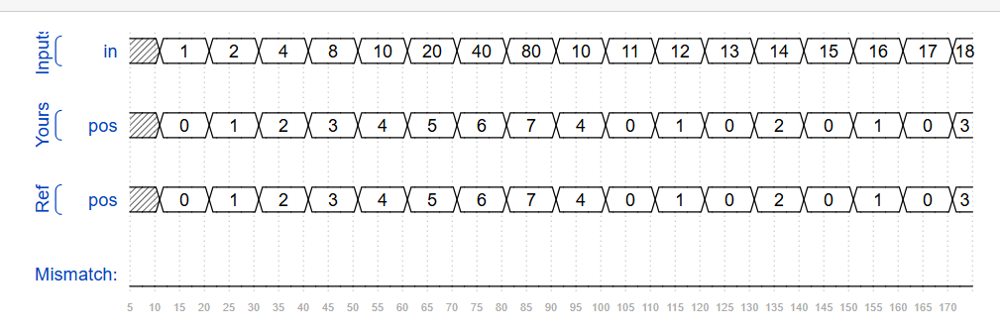 Input in 1 2 4 8 10 20 40 80 10 11 12 13 14 15 16 17 18
Yours pos 0 1 2 3 4 5 6 7 4 0 1 0 2 0 1 0 3
Ref pos 0 1 2 3 4 5 6 7 4 0 1 0 2 0 1 0 3
Mismatch:
5 10 15 20 25 30 35 40 45 50 55 60 65 70 75 80 85 90 95 100 105 110 115 120 125 130 135 140 145 150 155 160 165 170